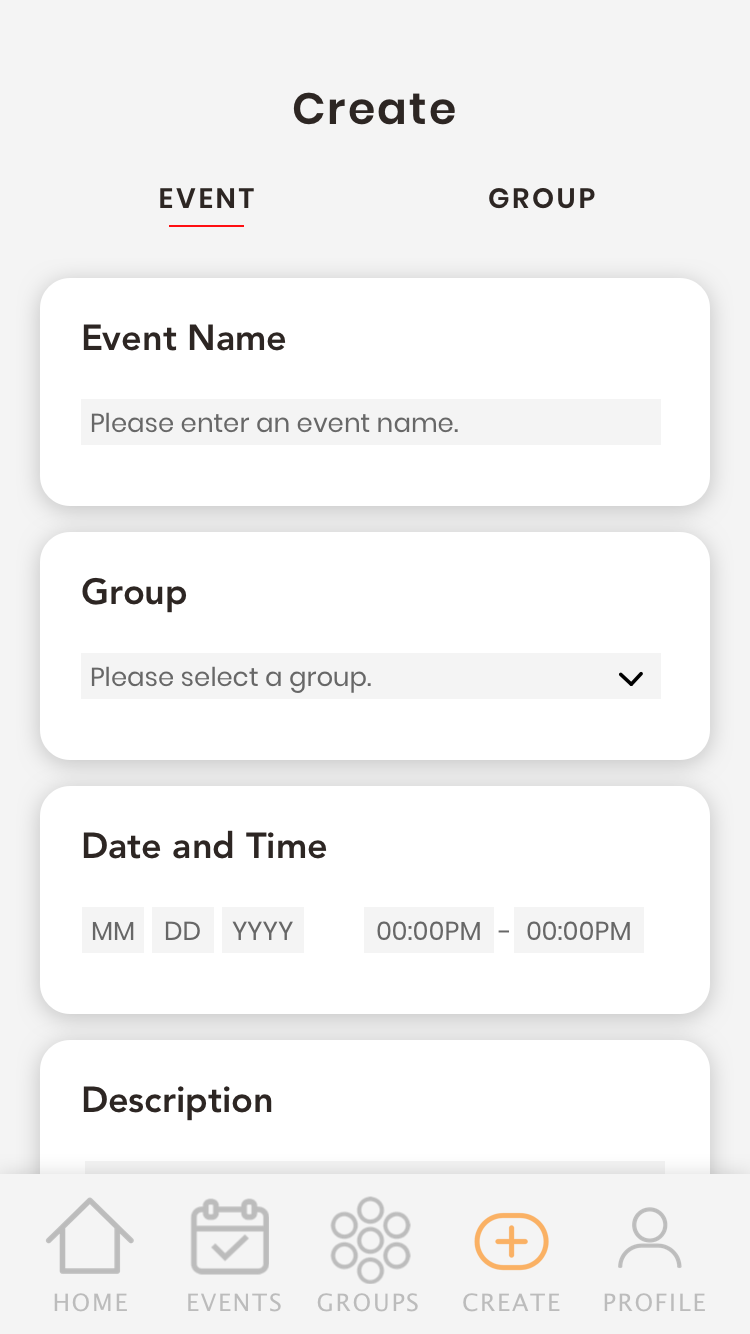 Create
EVENT GROUP
Event Name
Please enter an event name.
Group
Please select a group.
Date and Time
MM DD YYYY 00:00PM - 00:00PM
Description
HOME EVENTS GROUPS CREATE PROFILE